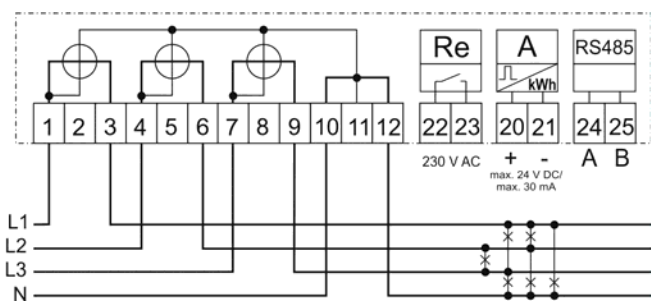 Re A RS485
kWh
1 2 3 4 5 6 7 8 9 10 11 12 22 23 20 21 24 25
230 V AC + - A B
max. 24 V DC/
max. 30 mA
L1
L2
L3
N